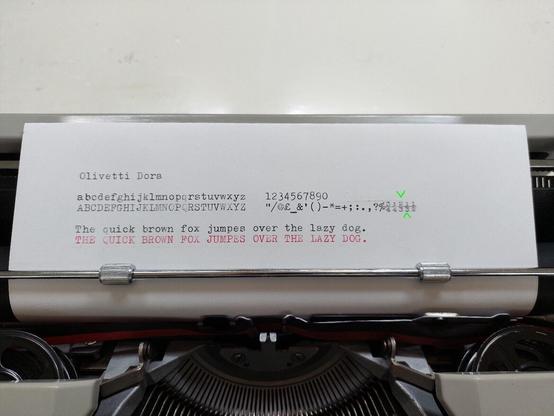 Olivetti Dora
abcdefghijklmnopqrstuvwxyz 1234567890
ABCDEFGHIJKLMNOPQRSTUVWXYZ "/@£_&'()-*=+;:.,?
The quick brown fox jumpes over the lazy dog.
THE QUICK BROWN FOX JUMPES OVER THE LAZY DOG.